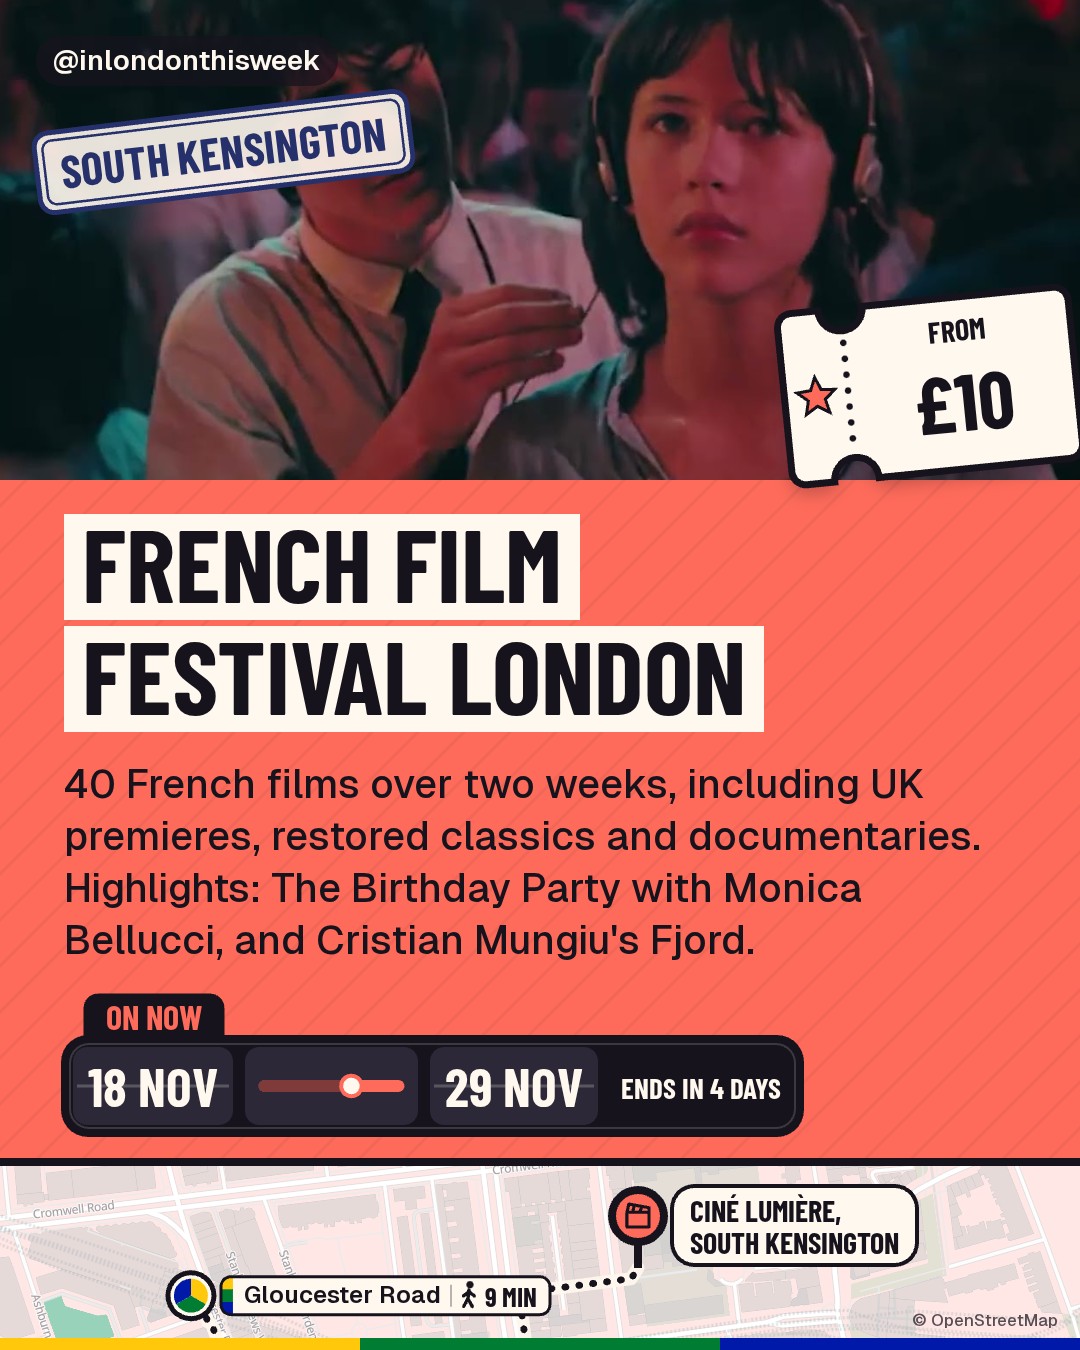 @inlondonthisweek
SOUTH KENSINGTON
FROM
£10
FRENCH FILM
FESTIVAL LONDON
40 French films over two weeks, including UK
premieres, restored classics and documentaries.
Highlights: The Birthday Party with Monica
Bellucci, and Cristian Mungiu's Fjord.
ON NOW
18 NOV
29 NOV
ENDS IN 4 DAYS
Cromwell Road
CINÉ LUMIÈRE,
SOUTH KENSINGTON
Gloucester Road
9 MIN
© OpenStreetMap